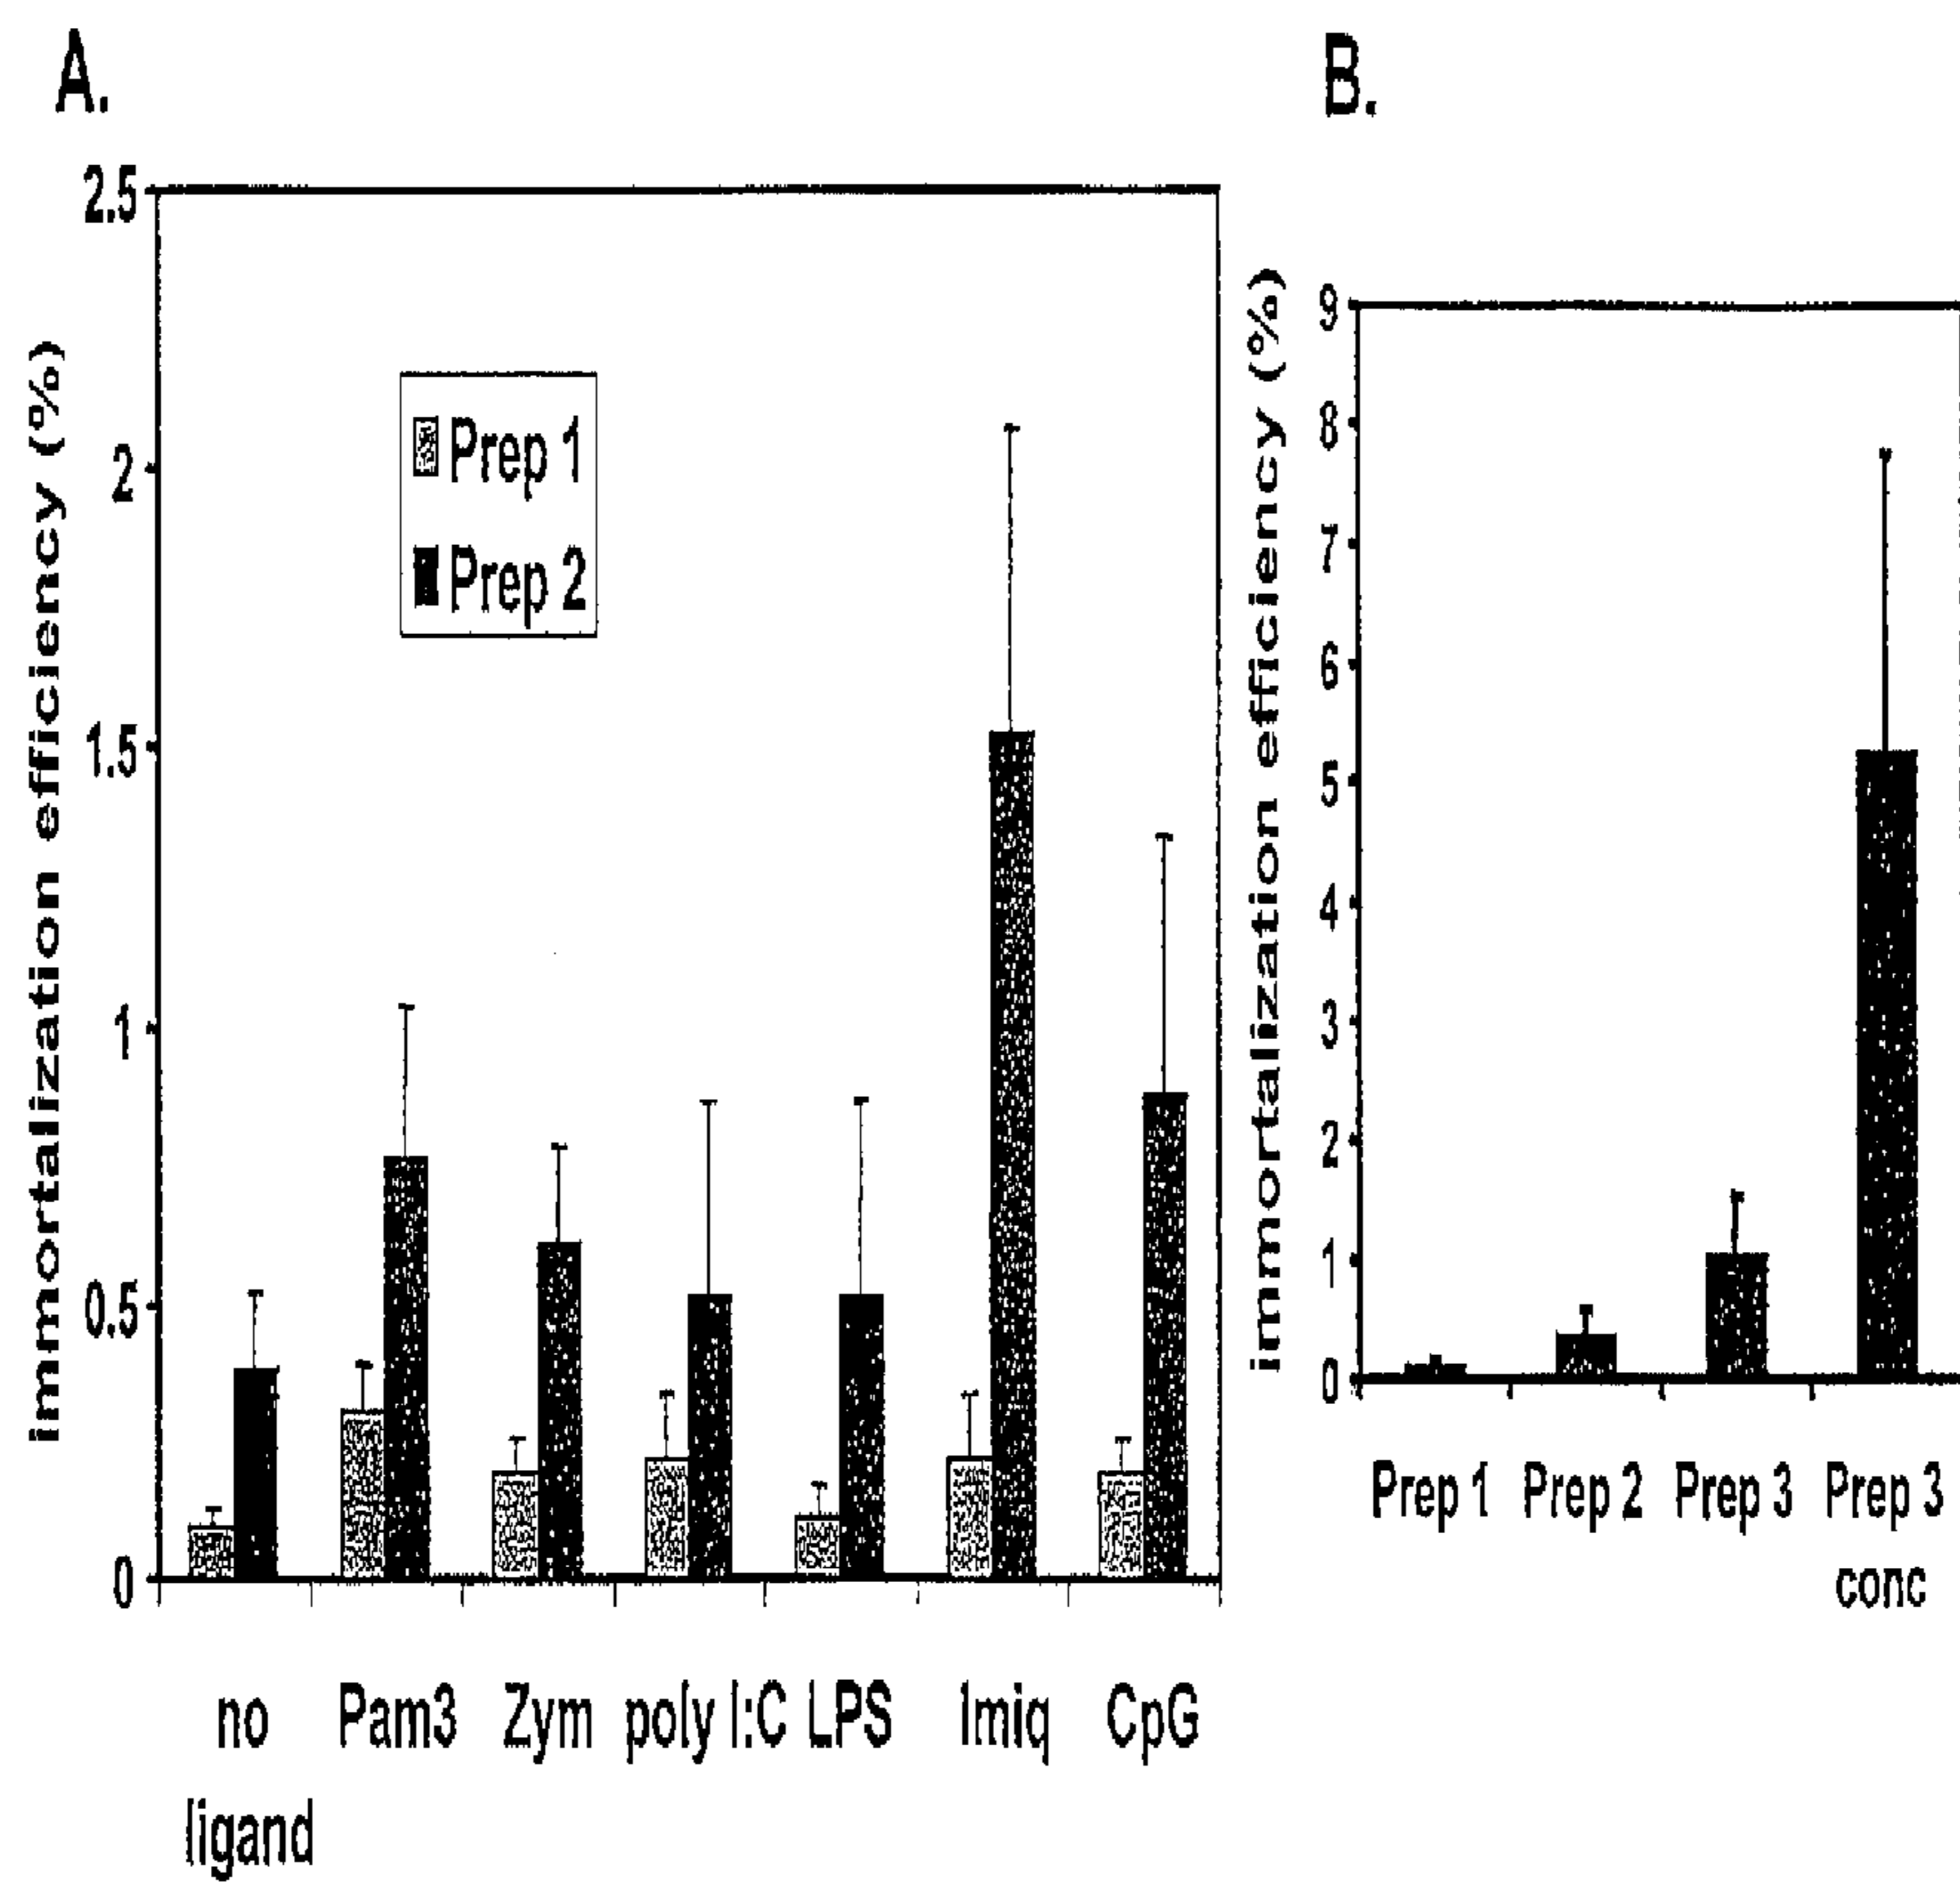 A.
immortalization efficiency (%)
2.5
2
1.5
1
0.5
0
Prep 1
Prep 2
no ligand
Pam3
Zym
poly I:C
LPS
Imiq
CpG
B.
immortalization efficiency (%)
9
8
7
6
5
4
3
2
1
0
Prep 1
Prep 2
Prep 3
Prep 3
conc